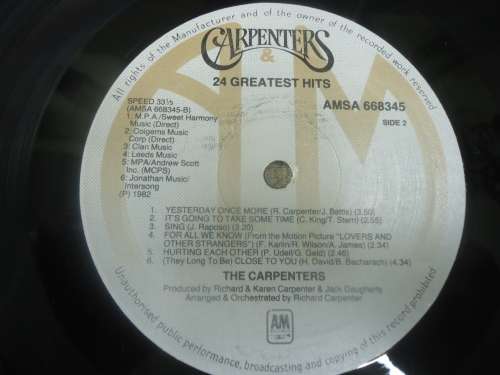 All rights of the Manufacturer and of the owner of the recorded work reserved
CARPENTERS
&
24 GREATEST HITS
SPEED 33⅓
(AMSA 668345-B)
1. M.P.A/Sweet Harmony
Music (Direct)
2: Colgems Music
Corp (Direct)
3: Clan Music
4: Leeds Music
5: MPA/Andrew Scott
Inc. (MCPS)
6: Jonathan Music/
Intersong
(P) 1982
AMSA 668345
SIDE 2
1. YESTERDAY ONCE MORE (R. Carpenter/J. Bettis) (3.50)
2. IT'S GOING TO TAKE SOME TIME (C. King/T. Stern) (2.55)
3. SING (J. Raposo) (3.20)
4. FOR ALL WE KNOW (From the Motion Picture "LOVERS AND
OTHER STRANGERS") (F. Karlin/R. Wilson/A. James) (2.34)
5. HURTING EACH OTHER (P. Udell/G. Geld) (2.46)
6. (They Long To Be) CLOSE TO YOU (H. David/B. Bacharach) (4.34)
THE CARPENTERS
Produced by Richard & Karen Carpenter & Jack Daugherty
Arranged & Orchestrated by Richard Carpenter
AM
Unauthorised public performance, broadcasting and copying of this record prohibited